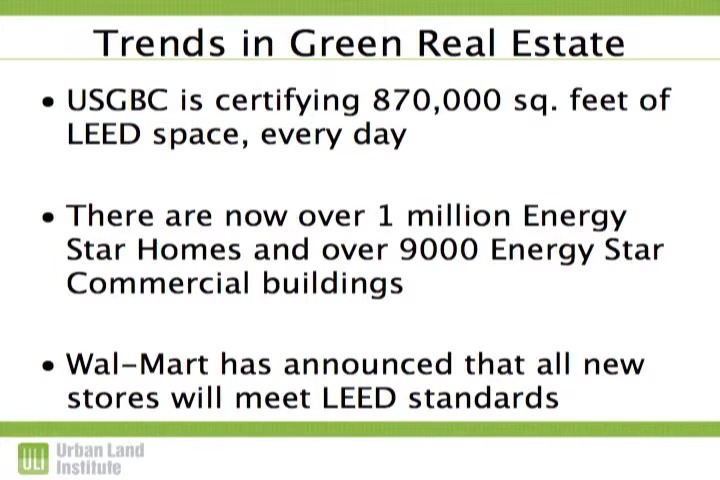 Trends in Green Real Estate
• USGBC is certifying 870,000 sq. feet of
LEED space, every day
• There are now over 1 million Energy
Star Homes and over 9000 Energy Star
Commercial buildings
• Wal-Mart has announced that all new
stores will meet LEED standards
ULI Urban Land
Institute